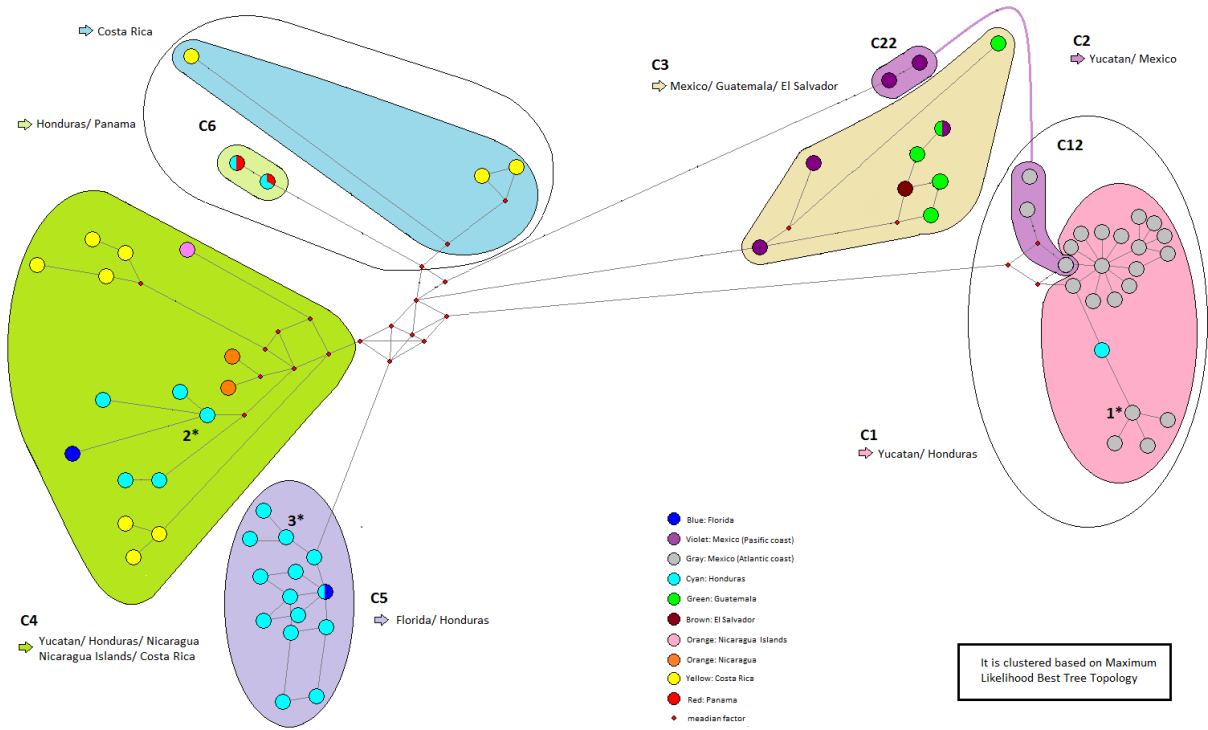 Costa Rica
Honduras/ Panama
C6
C22
C2
Yucatan/ Mexico
C3
Mexico/ Guatemala/ El Salvador
C12
1*
C1
Yucatan/ Honduras
2*
3*
C4
Yucatan/ Honduras/ Nicaragua
Nicaragua Islands/ Costa Rica
C5
Florida/ Honduras
Blue: Florida
Violet: Mexico (Pasific coast)
Gray: Mexico (Atlantic coast)
Cyan: Honduras
Green: Guatemala
Brown: El Salvador
Orange: Nicaragua Islands
Orange: Nicaragua
Yellow: Costa Rica
Red: Panama
meadian factor
It is clustered based on Maximum
Likelihood Best Tree Topology